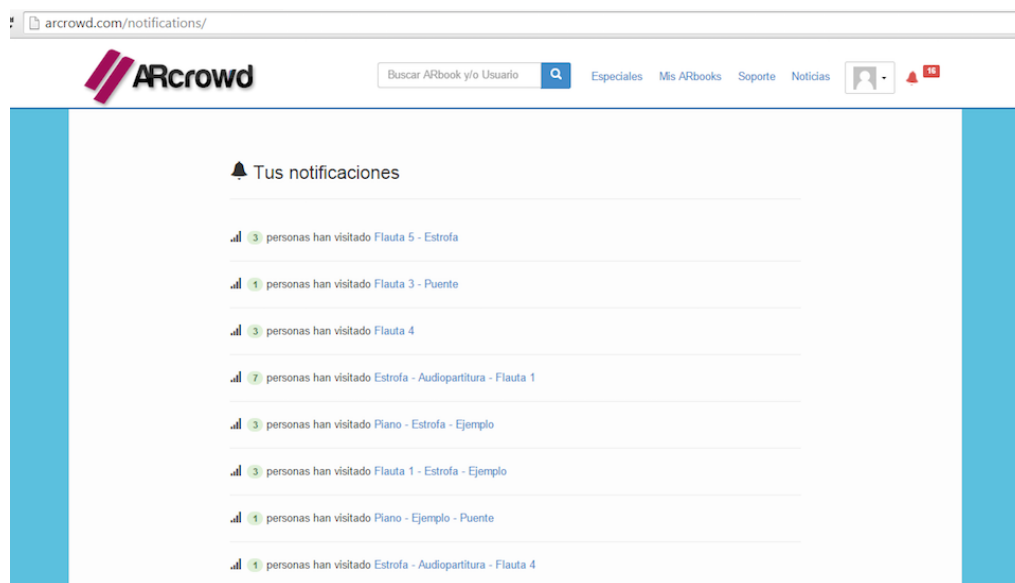 arcrowd.com/notifications/
ARcrowd
Buscar ARbook y/o Usuario
Especiales Mis ARbooks Soporte Noticias
16
Tus notificaciones
3 personas han visitado Flauta 5 - Estrofa
1 personas han visitado Flauta 3 - Puente
3 personas han visitado Flauta 4
7 personas han visitado Estrofa - Audiopartitura - Flauta 1
3 personas han visitado Piano - Estrofa - Ejemplo
3 personas han visitado Flauta 1 - Estrofa - Ejemplo
1 personas han visitado Piano - Ejemplo - Puente
1 personas han visitado Estrofa - Audiopartitura - Flauta 4